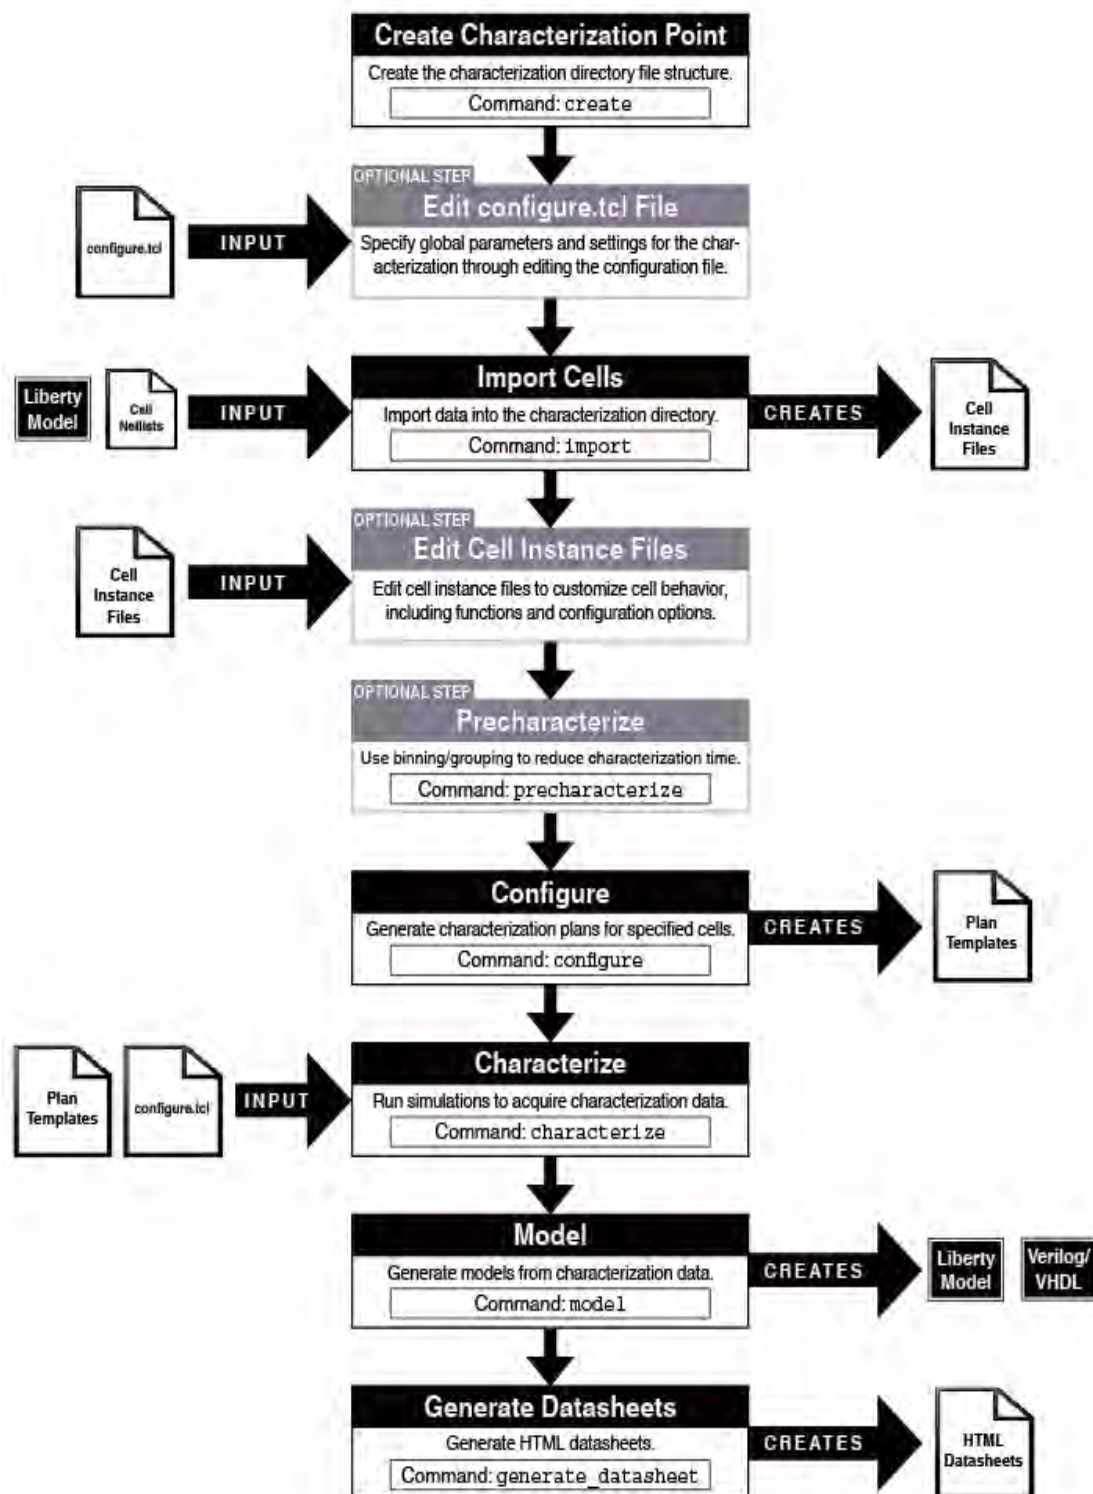 Create Characterization Point
Create the characterization directory file structure.
Command: create
OPTIONAL STEP
Edit configure.tcl File
configure.tcl
INPUT
Specify global parameters and settings for the char-
acterization through editing the configuration file.
Import Cells
Liberty
Model
Cell
Netlists
INPUT
Import data into the characterization directory.
Command: import
CREATES
Cell
Instance
Files
OPTIONAL STEP
Edit Cell Instance Files
Cell
Instance
Files
INPUT
Edit cell instance files to customize cell behavior,
including functions and configuration options.
OPTIONAL STEP
Precharacterize
Use binning/grouping to reduce characterization time.
Command: precharacterize
Configure
Generate characterization plans for specified cells.
Command: configure
CREATES
Plan
Templates
Characterize
Plan
Templates
configure.tcl
INPUT
Run simulations to acquire characterization data.
Command: characterize
Model
Generate models from characterization data.
Command: model
CREATES
Liberty
Model
Verilog/
VHDL
Generate Datasheets
Generate HTML datasheets.
Command: generate_datasheet
CREATES
HTML
Datasheets